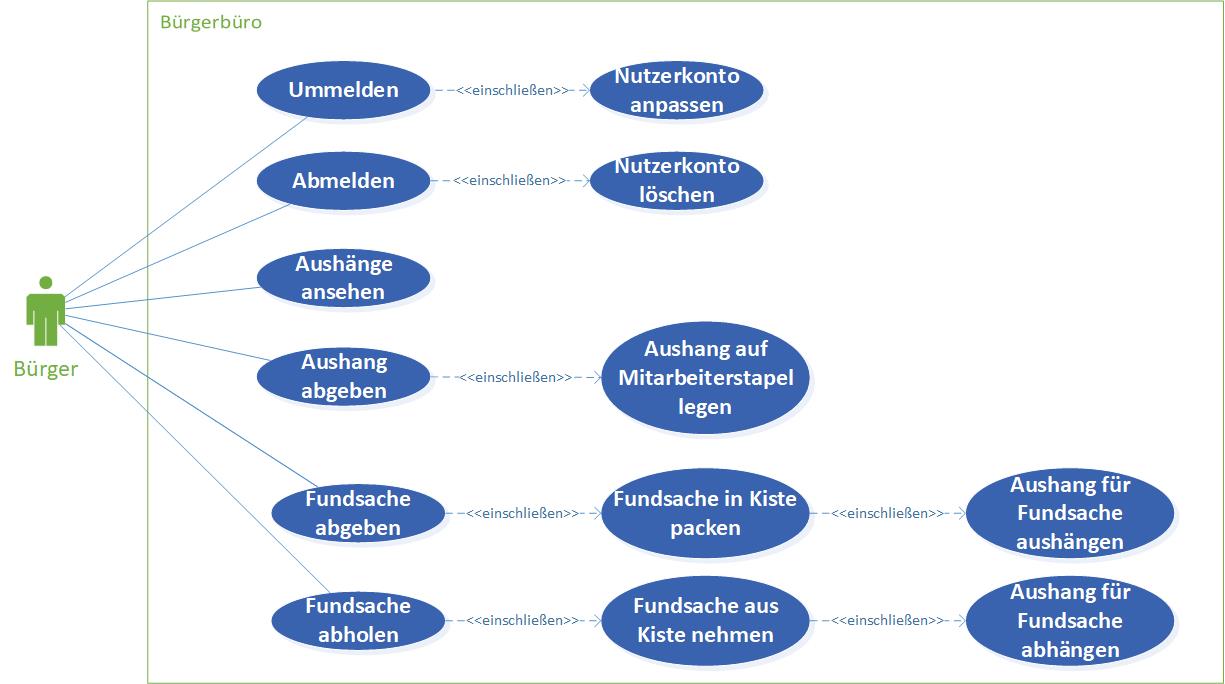 Bürgerbüro
Ummelden
<<einschließen>>
Nutzerkonto
anpassen
Abmelden
<<einschließen>>
Nutzerkonto
löschen
Aushänge
ansehen
Bürger
Aushang
abgeben
<<einschließen>>
Aushang auf
Mitarbeiterstapel
legen
Fundsache
abgeben
<<einschließen>>
Fundsache in Kiste
packen
<<einschließen>>
Aushang für
Fundsache
aushängen
Fundsache
abholen
<<einschließen>>
Fundsache aus
Kiste nehmen
<<einschließen>>
Aushang für
Fundsache
abhängen